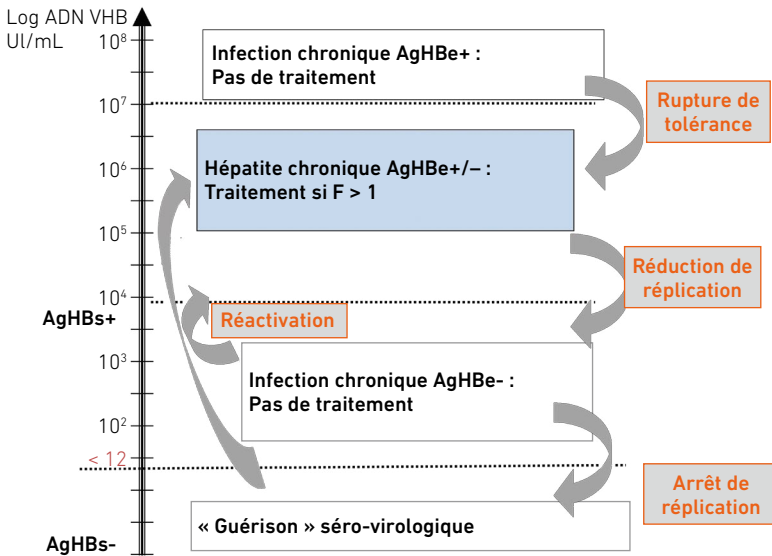 Log ADN VHB
UI/mL
10⁸
Infection chronique AgHBe+ :
Pas de traitement
10⁷
Rupture de
tolérance
10⁶
Hépatite chronique AgHBe+/– :
Traitement si F > 1
10⁵
Réduction de
réplication
10⁴
AgHBs+
Réactivation
10³
Infection chronique AgHBe- :
Pas de traitement
10²
< 12
Arrêt de
réplication
« Guérison » séro-virologique
AgHBs-